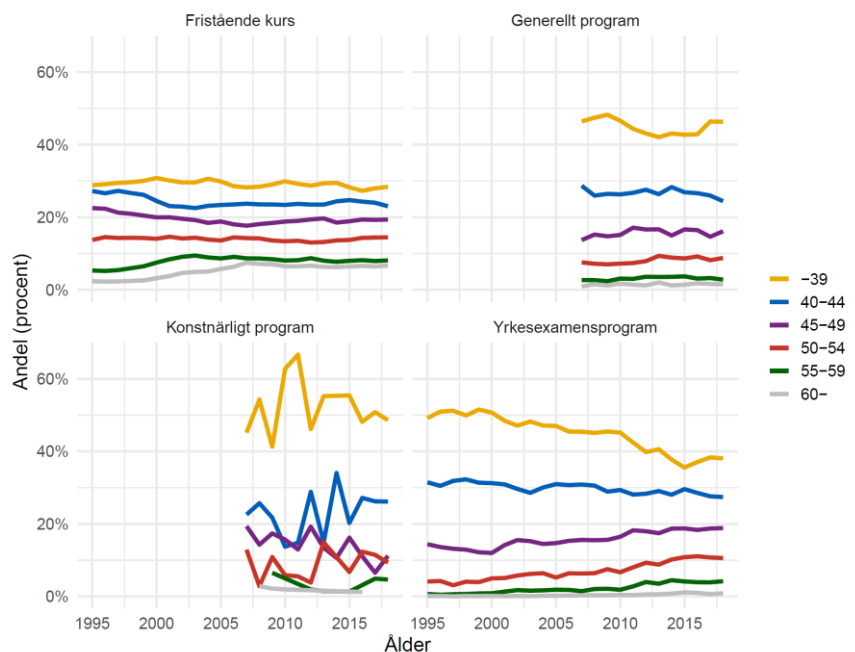 Fristående kurs
Generellt program
60%
40%
20%
0%
Konstnärligt program
Yrkesexamensprogram
60%
40%
20%
0%
1995 2000 2005 2010 2015
1995 2000 2005 2010 2015
Ålder
Andel (procent)
−39
40−44
45−49
50−54
55−59
60−